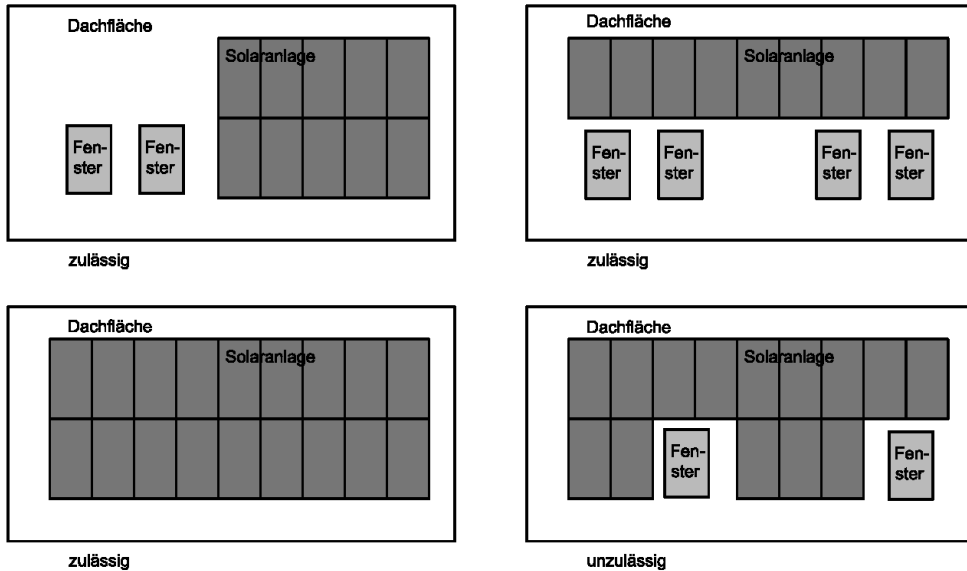 Dachfläche
Solaranlage
Fen-
ster
Fen-
ster
zulässig
Dachfläche
Solaranlage
Fen-
ster
Fen-
ster
Fen-
ster
Fen-
ster
zulässig
Dachfläche
Solaranlage
zulässig
Dachfläche
Solaranlage
Fen-
ster
Fen-
ster
unzulässig